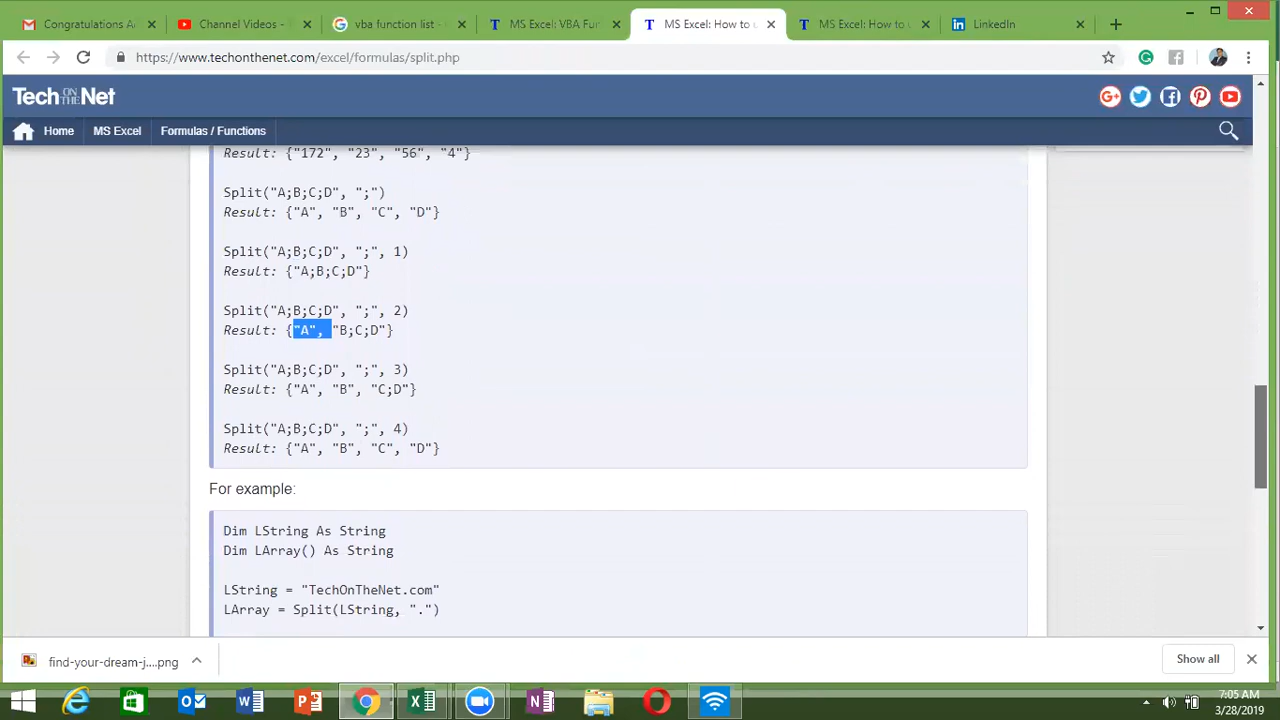 Congratulations A
Channel Videos -
vba function list -
MS Excel: VBA Fun
MS Excel: How to u
MS Excel: How to u
LinkedIn
https://www.techonthenet.com/excel/formulas/split.php
Tech ON THE Net
Home
MS Excel
Formulas / Functions
Result: {"172", "23", "56", "4"}
Split("A;B;C;D", ";")
Result: {"A", "B", "C", "D"}
Split("A;B;C;D", ";", 1)
Result: {"A;B;C;D"}
Split("A;B;C;D", ";", 2)
Result: {"A", "B;C;D"}
Split("A;B;C;D", ";", 3)
Result: {"A", "B", "C;D"}
Split("A;B;C;D", ";", 4)
Result: {"A", "B", "C", "D"}
For example:
Dim LString As String
Dim LArray() As String
LString = "TechOnTheNet.com"
LArray = Split(LString, ".")
find-your-dream-j....png
Show all
7:05 AM
3/28/2019